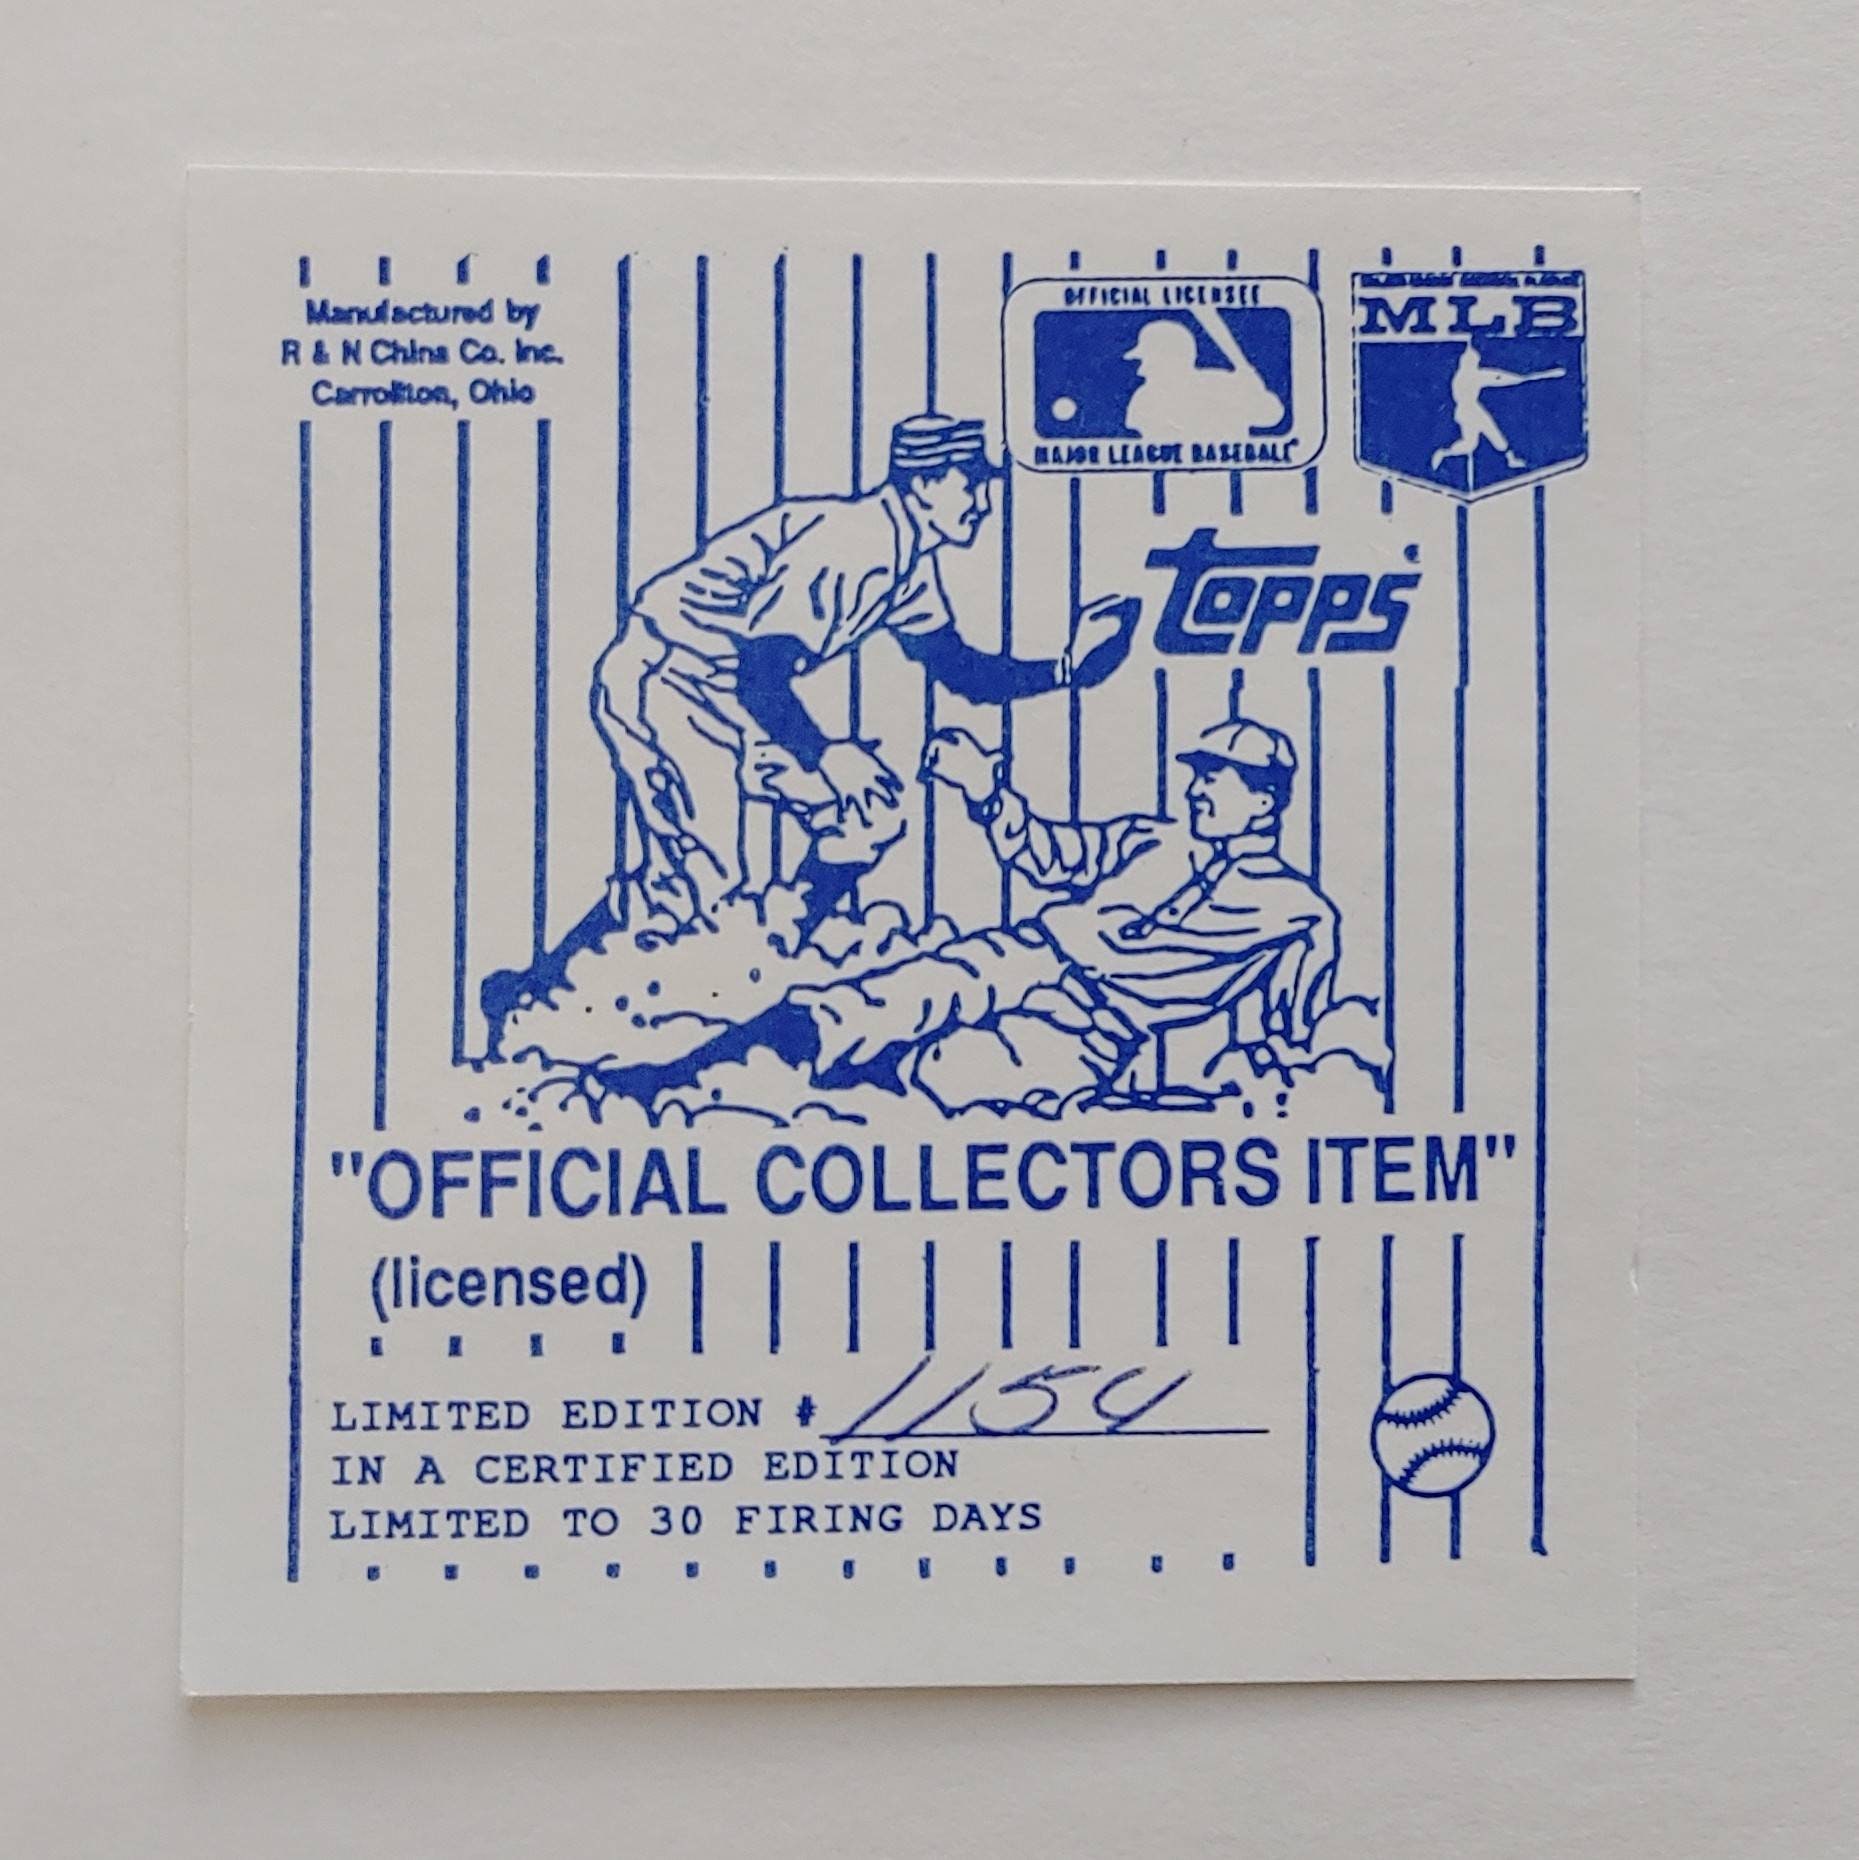 Manufactured by
R & N China Co. Inc.
Carrollton, Ohio
OFFICIAL LICENSEE
MAJOR LEAGUE BASEBALL
MLB
topps
"OFFICIAL COLLECTORS ITEM"
(licensed)
LIMITED EDITION # 1154
IN A CERTIFIED EDITION
LIMITED TO 30 FIRING DAYS